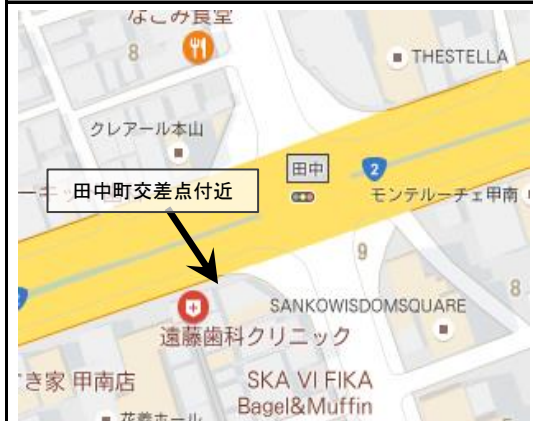 なごみ食堂
8
THESTELLA
クレアール本山
田中
2
田中町交差点付近
モンテルーチェ甲南
9
8
SANKOWISDOMSQUARE
遠藤歯科クリニック
き家 甲南店
SKA VI FIKA
Bagel&Muffin